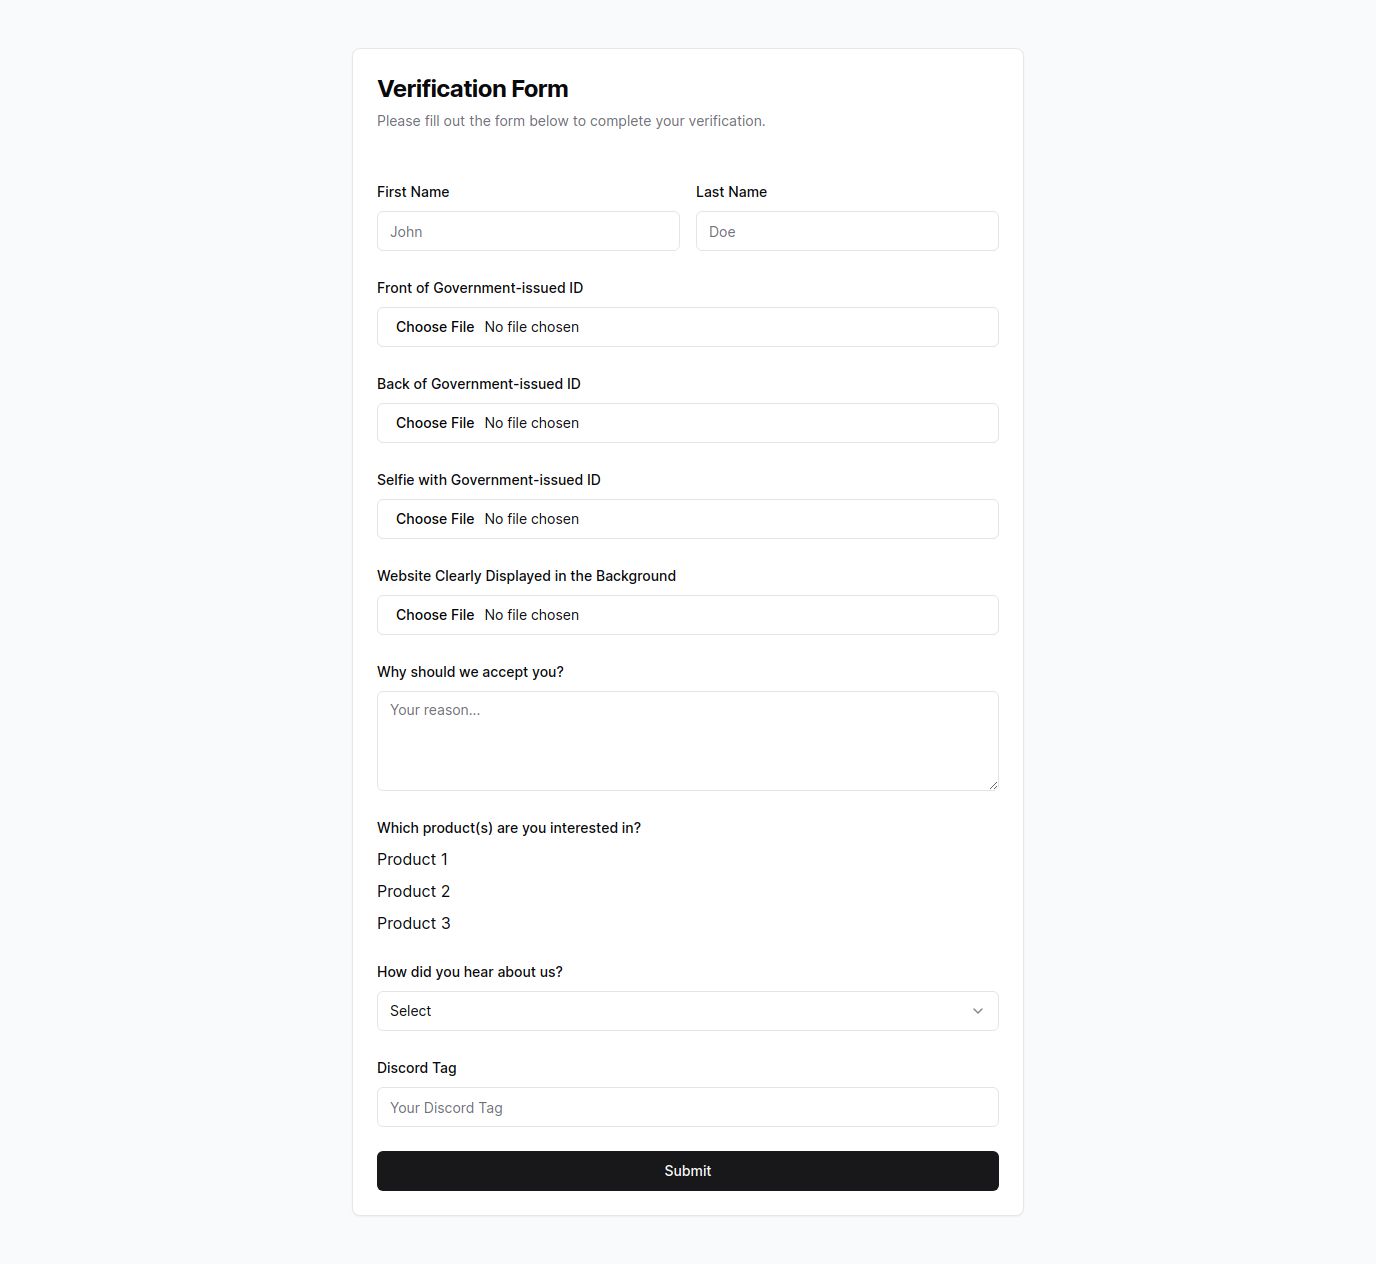 Verification Form
Please fill out the form below to complete your verification.
First Name
Last Name
John
Doe
Front of Government-issued ID
Choose File No file chosen
Back of Government-issued ID
Choose File No file chosen
Selfie with Government-issued ID
Choose File No file chosen
Website Clearly Displayed in the Background
Choose File No file chosen
Why should we accept you?
Your reason...
Which product(s) are you interested in?
Product 1
Product 2
Product 3
How did you hear about us?
Select
Discord Tag
Your Discord Tag
Submit